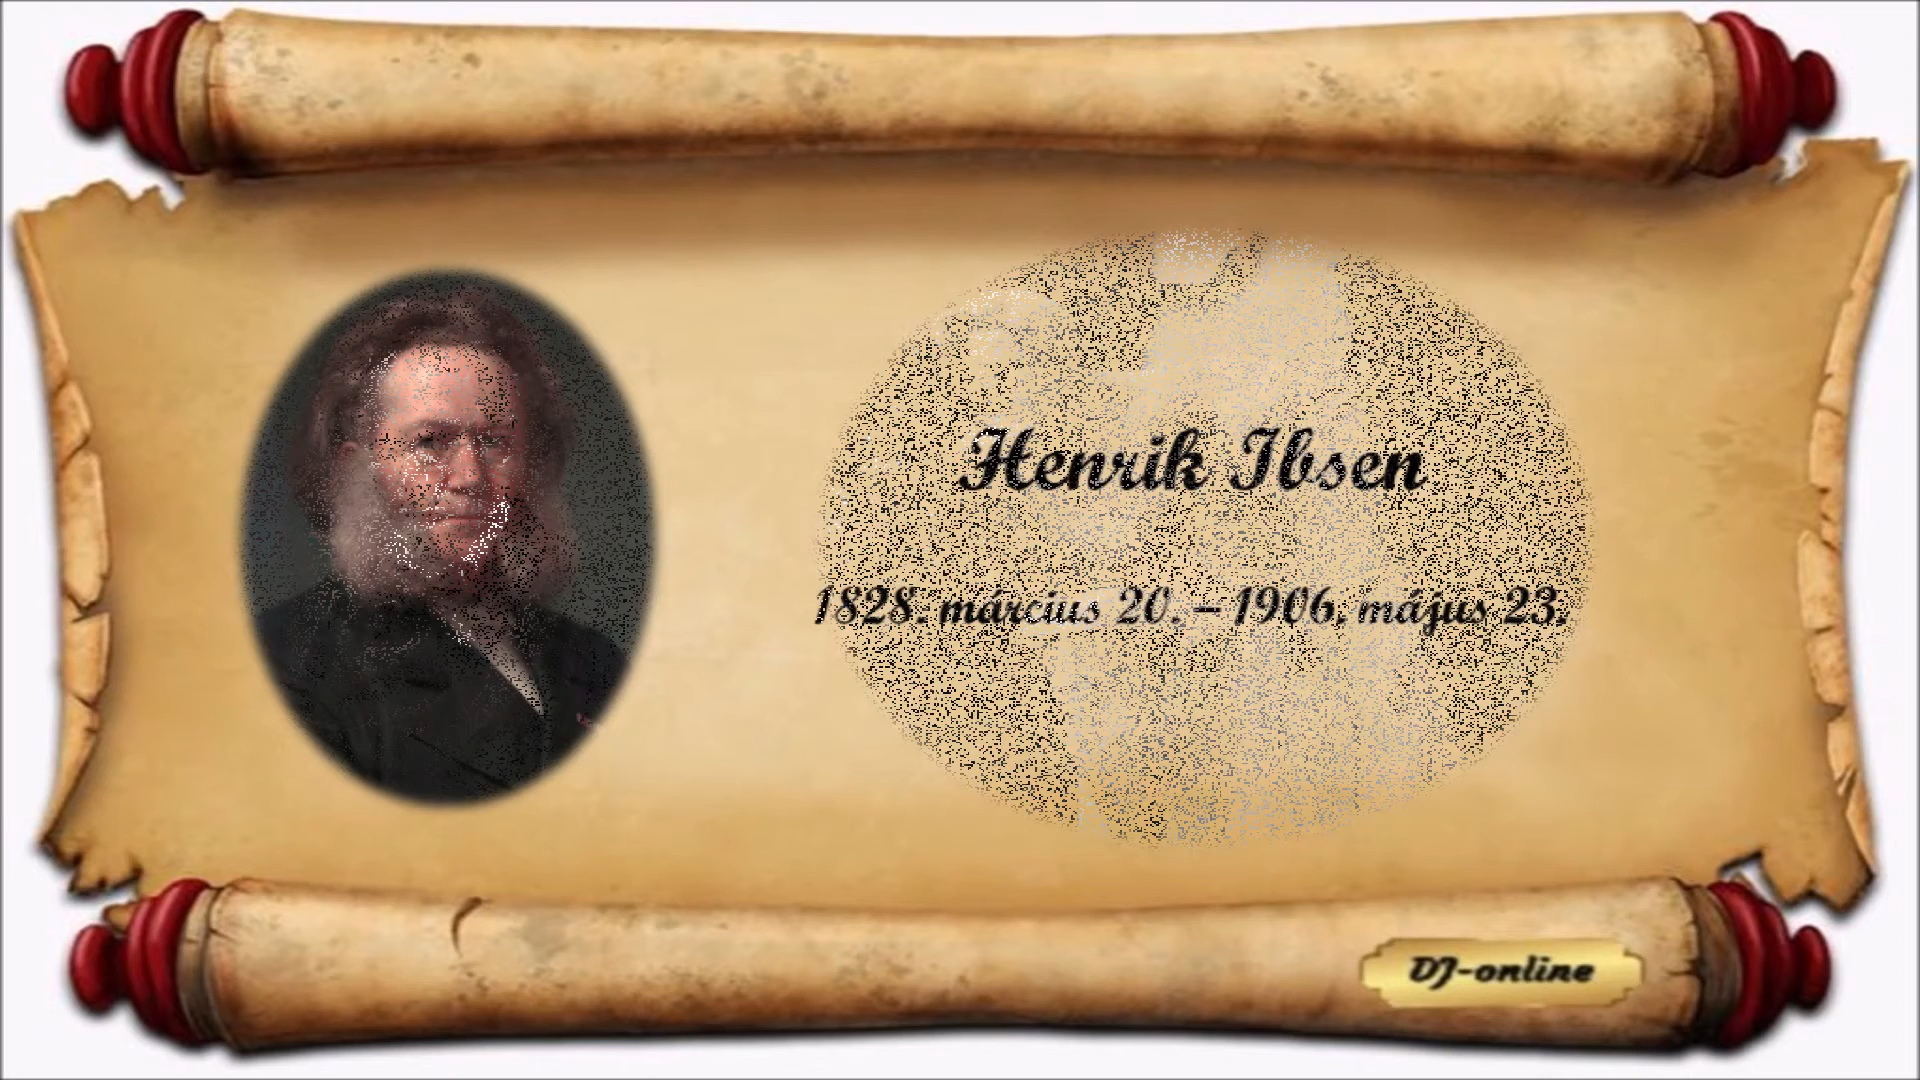 Henrik Ibsen
1828. március 20. – 1906. május 23.
DJ-online